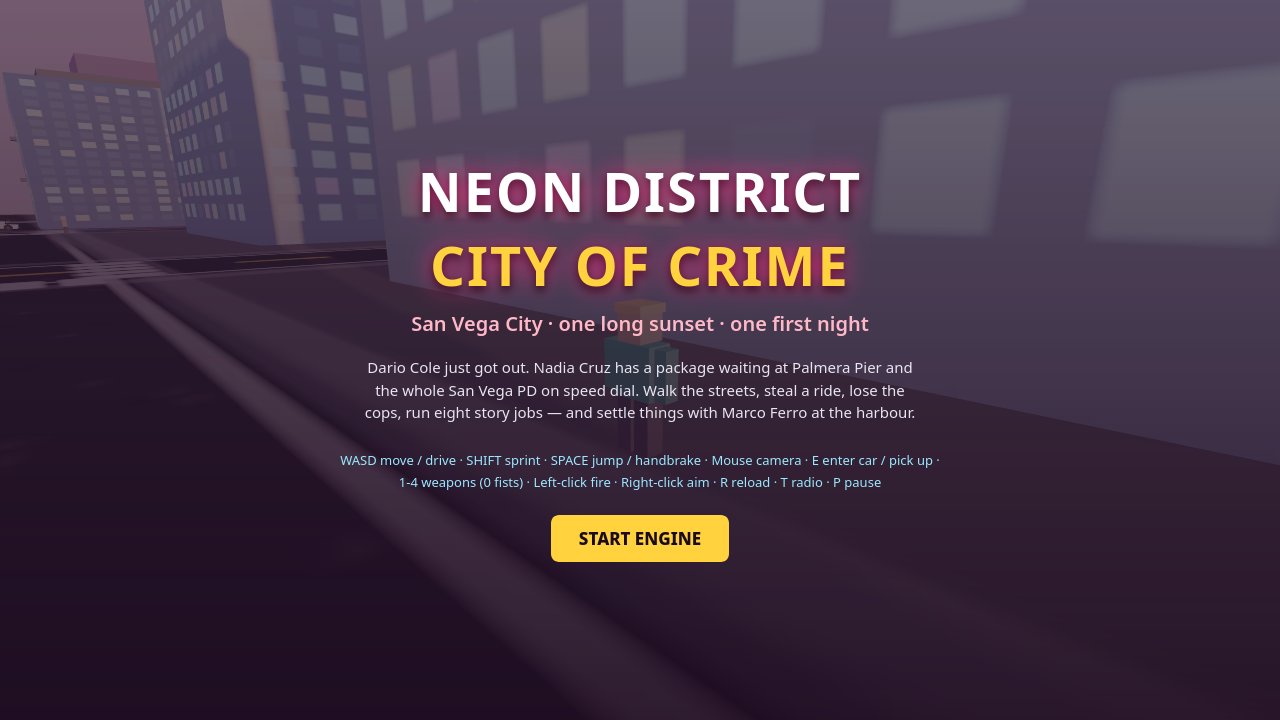 NEON DISTRICT
CITY OF CRIME
San Vega City · one long sunset · one first night
Dario Cole just got out. Nadia Cruz has a package waiting at Palmera Pier and
the whole San Vega PD on speed dial. Walk the streets, steal a ride, lose the
cops, run eight story jobs — and settle things with Marco Ferro at the harbour.
WASD move / drive · SHIFT sprint · SPACE jump / handbrake · Mouse camera · E enter car / pick up ·
1-4 weapons (0 fists) · Left-click fire · Right-click aim · R reload · T radio · P pause
START ENGINE